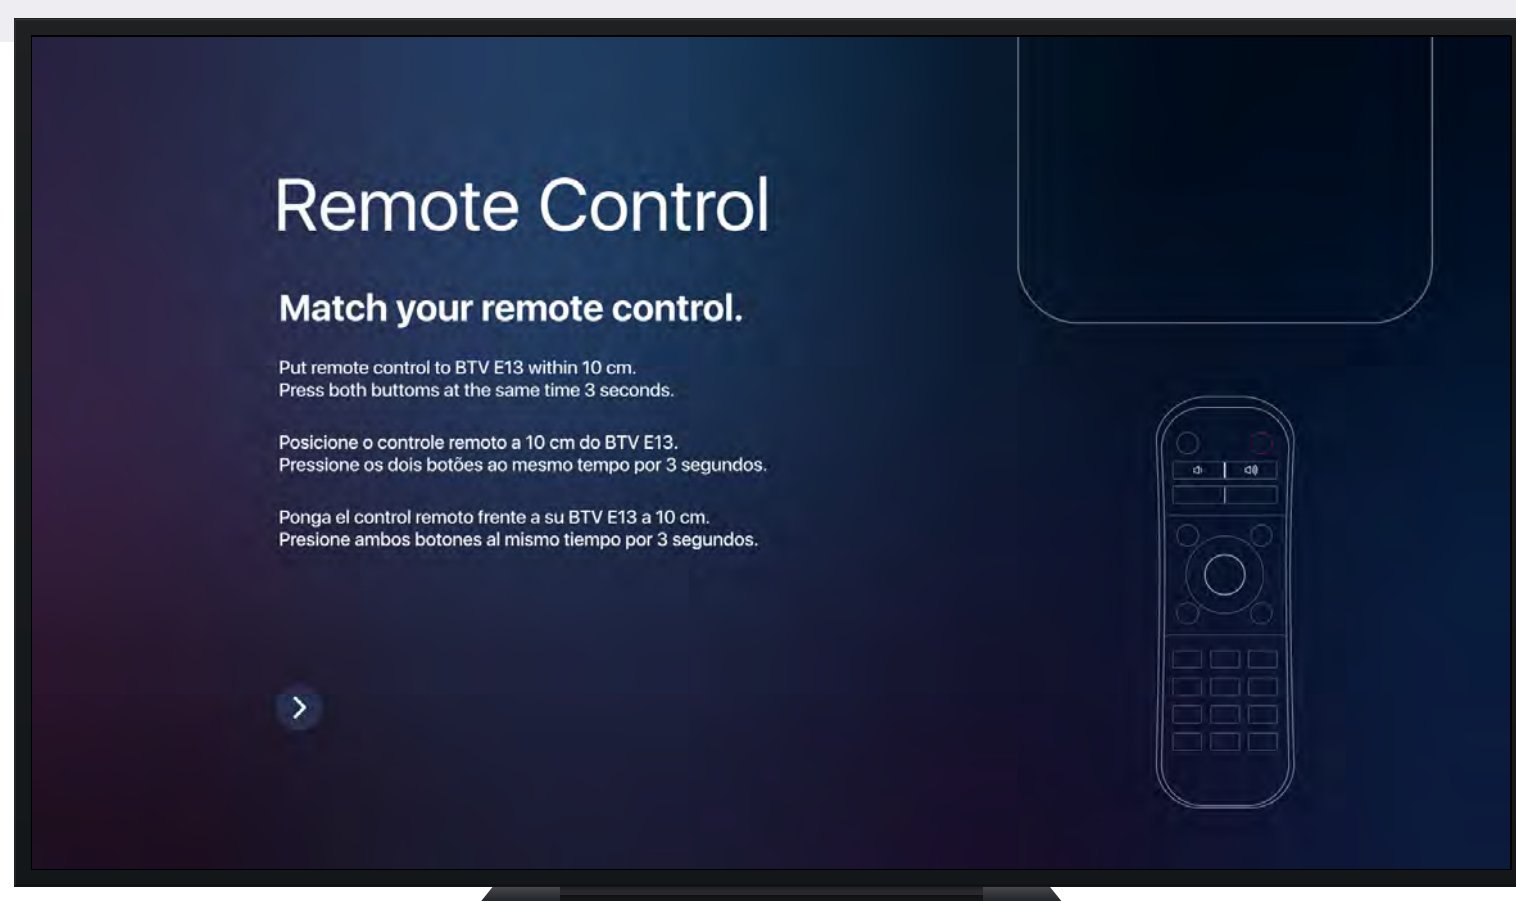 Remote Control
Match your remote control.
Put remote control to BTV E13 within 10 cm.
Press both buttoms at the same time 3 seconds.
Posicione o controle remoto a 10 cm do BTV E13.
Pressione os dois botões ao mesmo tempo por 3 segundos.
Ponga el control remoto frente a su BTV E13 a 10 cm.
Presione ambos botones al mismo tiempo por 3 segundos.